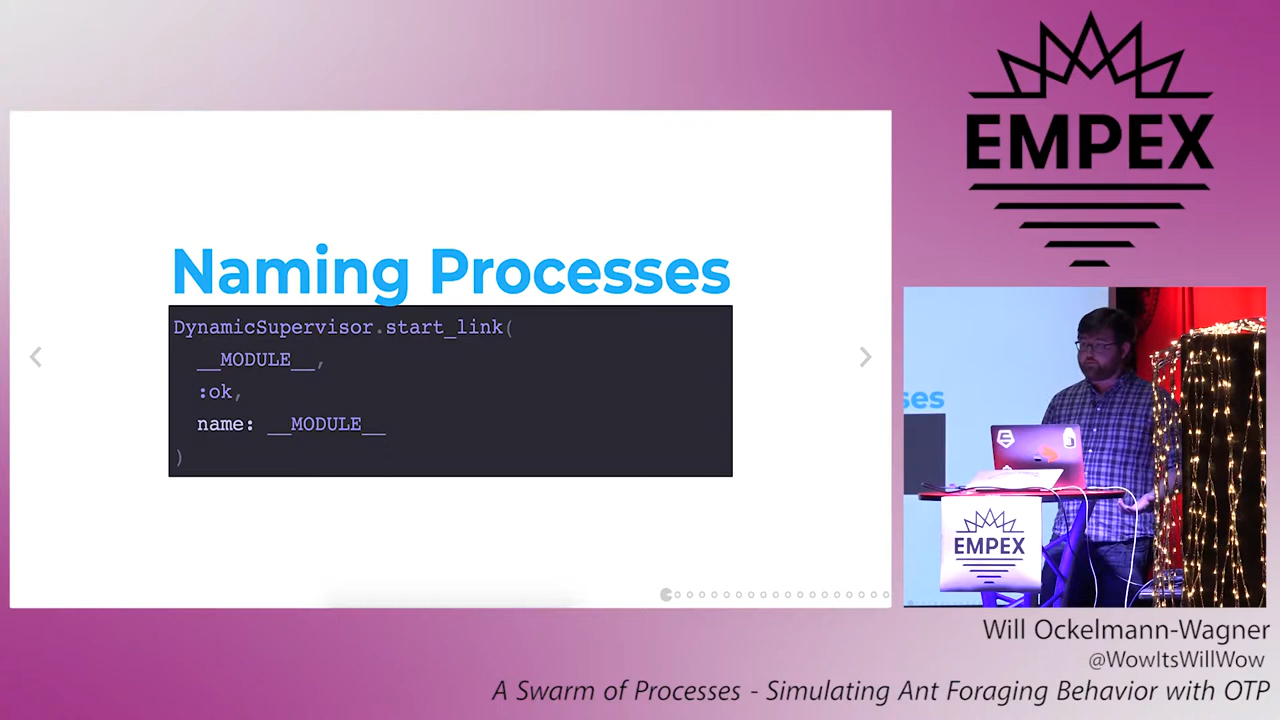 EMPEX
Naming Processes
DynamicSupervisor.start_link(
__MODULE__,
:ok,
name: __MODULE__
)
ses
EMPEX
Will Ockelmann-Wagner
@WowItsWillWow
A Swarm of Processes - Simulating Ant Foraging Behavior with OTP